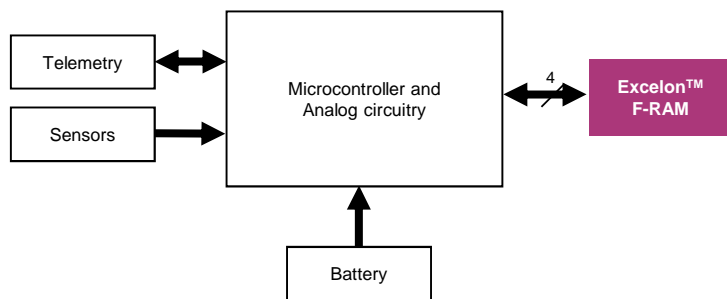 Telemetry
Sensors
Microcontroller and
Analog circuitry
4
Excelon™
F-RAM
Battery